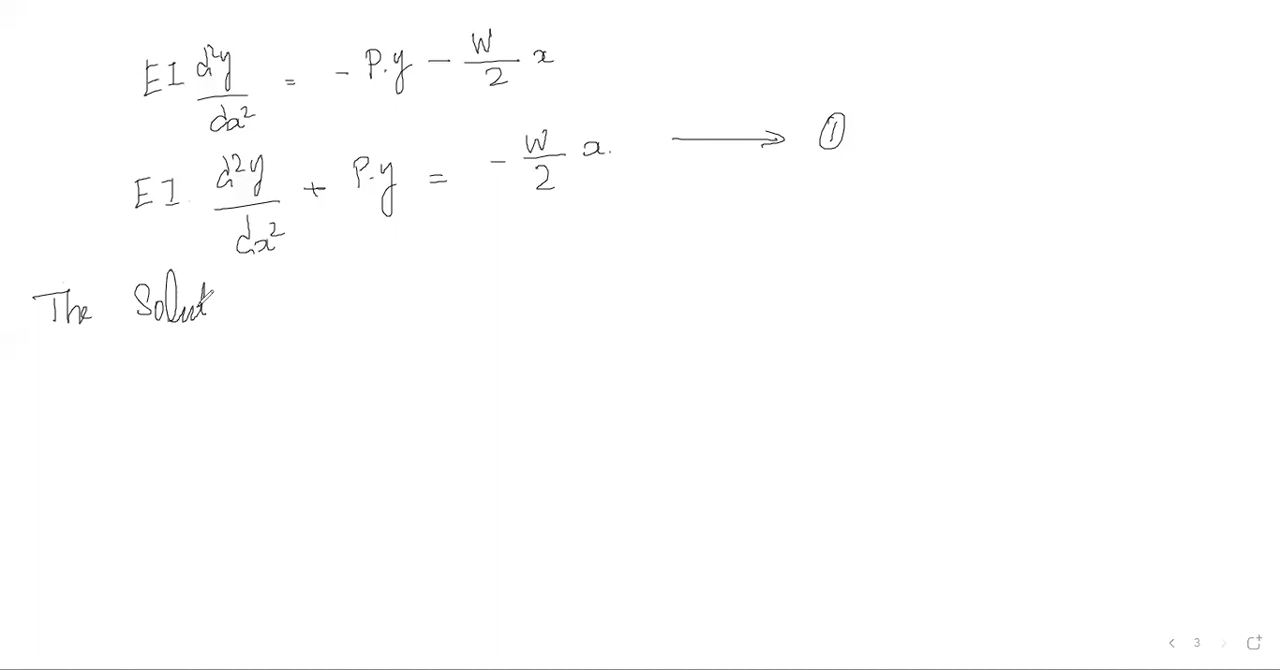 EI d²y/dx² = - P.y - W/2 x
EI. d²y/dx² + P.y = - W/2 x. ⟶ ①
The Solut
< 3 >